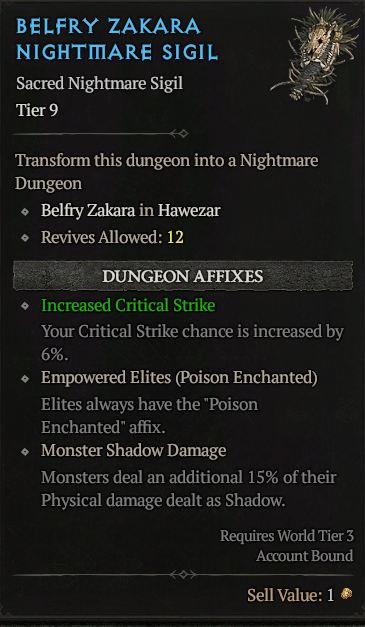 BELFRY ZAKARA
NIGHTMARE SIGIL
Sacred Nightmare Sigil
Tier 9
Transform this dungeon into a Nightmare
Dungeon
Belfry Zakara in Hawezar
Revives Allowed: 12
DUNGEON AFFIXES
Increased Critical Strike
Your Critical Strike chance is increased by
6%.
Empowered Elites (Poison Enchanted)
Elites always have the "Poison
Enchanted" affix.
Monster Shadow Damage
Monsters deal an additional 15% of their
Physical damage dealt as Shadow.
Requires World Tier 3
Account Bound
Sell Value: 1